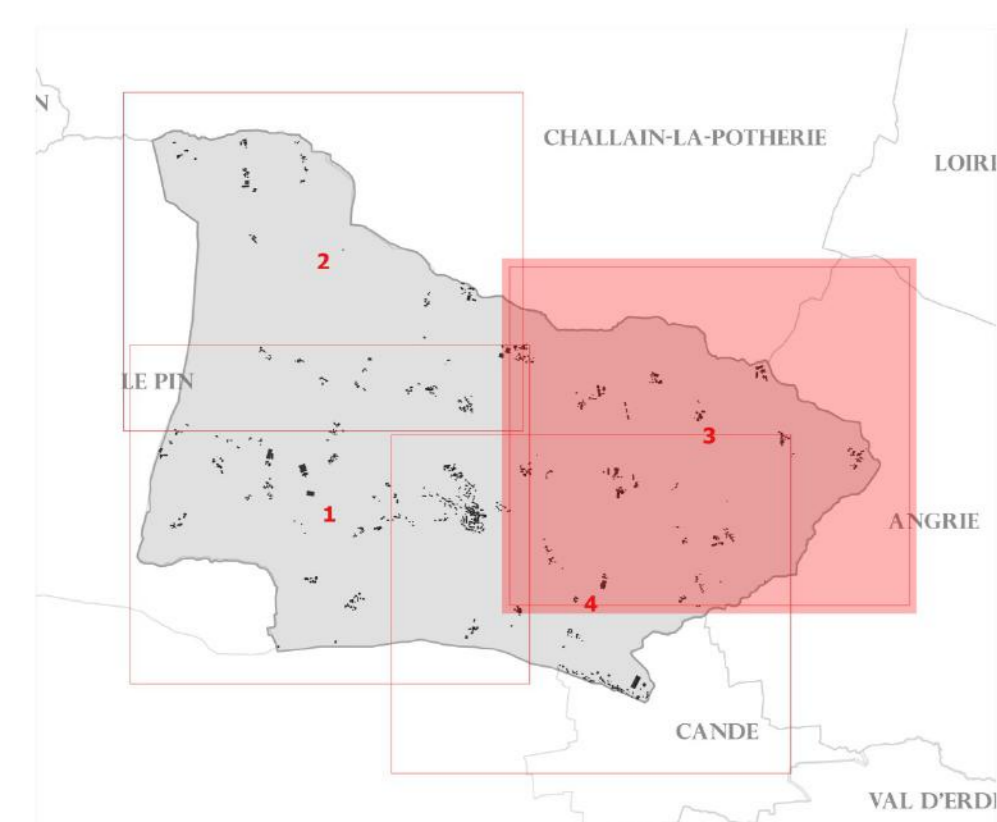 N
CHALLAIN-LA-POTHERIE
LOIRI
2
LE PIN
3
1
ANGRIE
4
CANDE
VAL D'ERDI